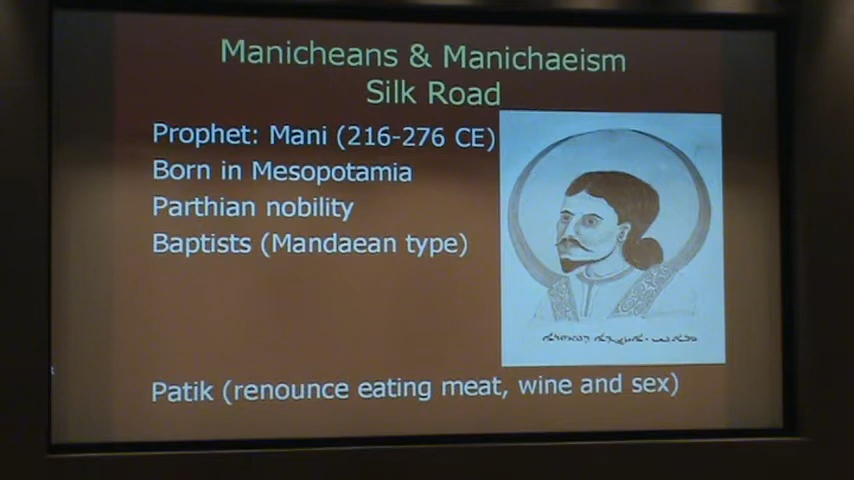 Manicheans & Manichaeism
Silk Road
Prophet: Mani (216-276 CE)
Born in Mesopotamia
Parthian nobility
Baptists (Mandaean type)
Patik (renounce eating meat, wine and sex)